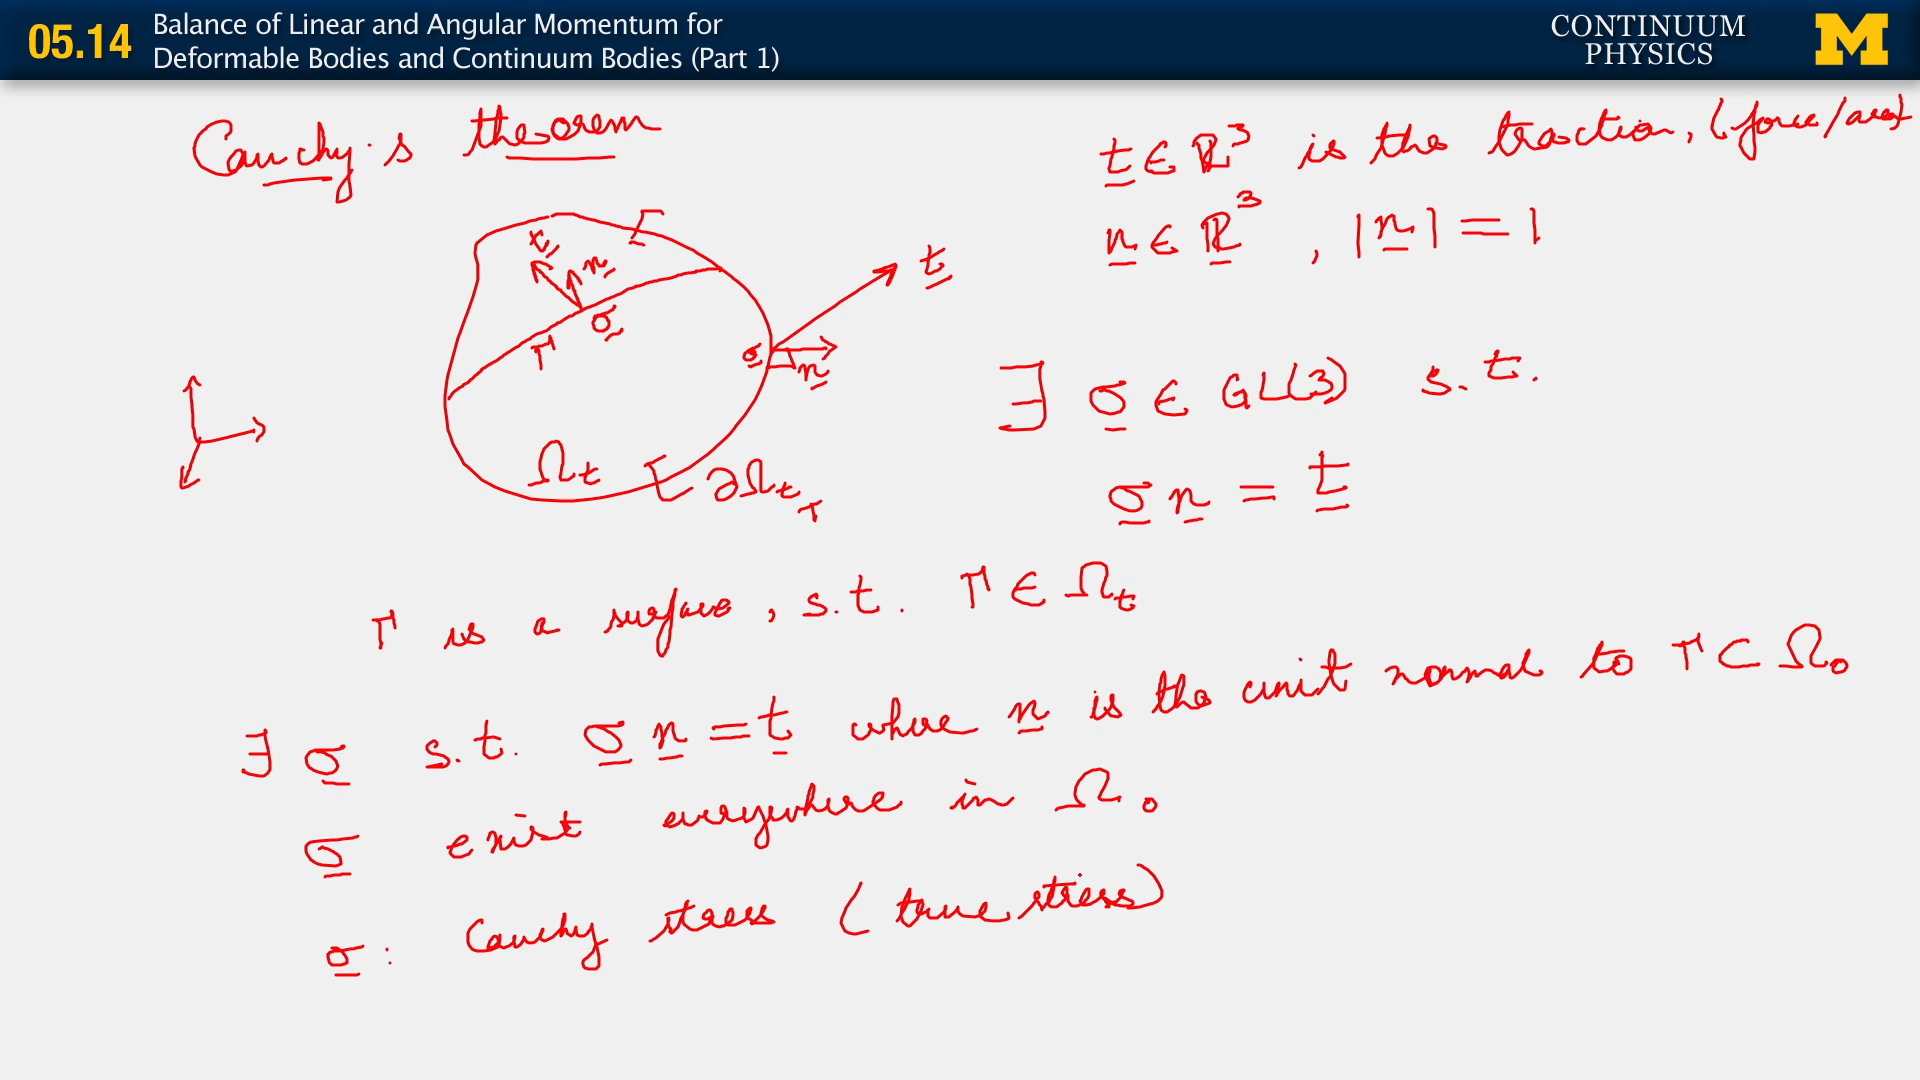 05.14
Balance of Linear and Angular Momentum for
Deformable Bodies and Continuum Bodies (Part 1)
CONTINUUM
PHYSICS
M
Cauchy's theorem
t ∈ ℝ³ is the traction, (force/area)
n ∈ ℝ³ , |n| = 1
t
n
σ
Γ
t
σ
n
Ωt
∂Ωt_T
∃ σ ∈ GL(3) s.t.
σ n = t
Γ is a surface, s.t. Γ ∈ Ωt
∃ σ s.t. σ n = t where n is the unit normal to Γ ⊂ Ω₀
σ exist everywhere in Ω₀
σ : Cauchy stress (true stress)